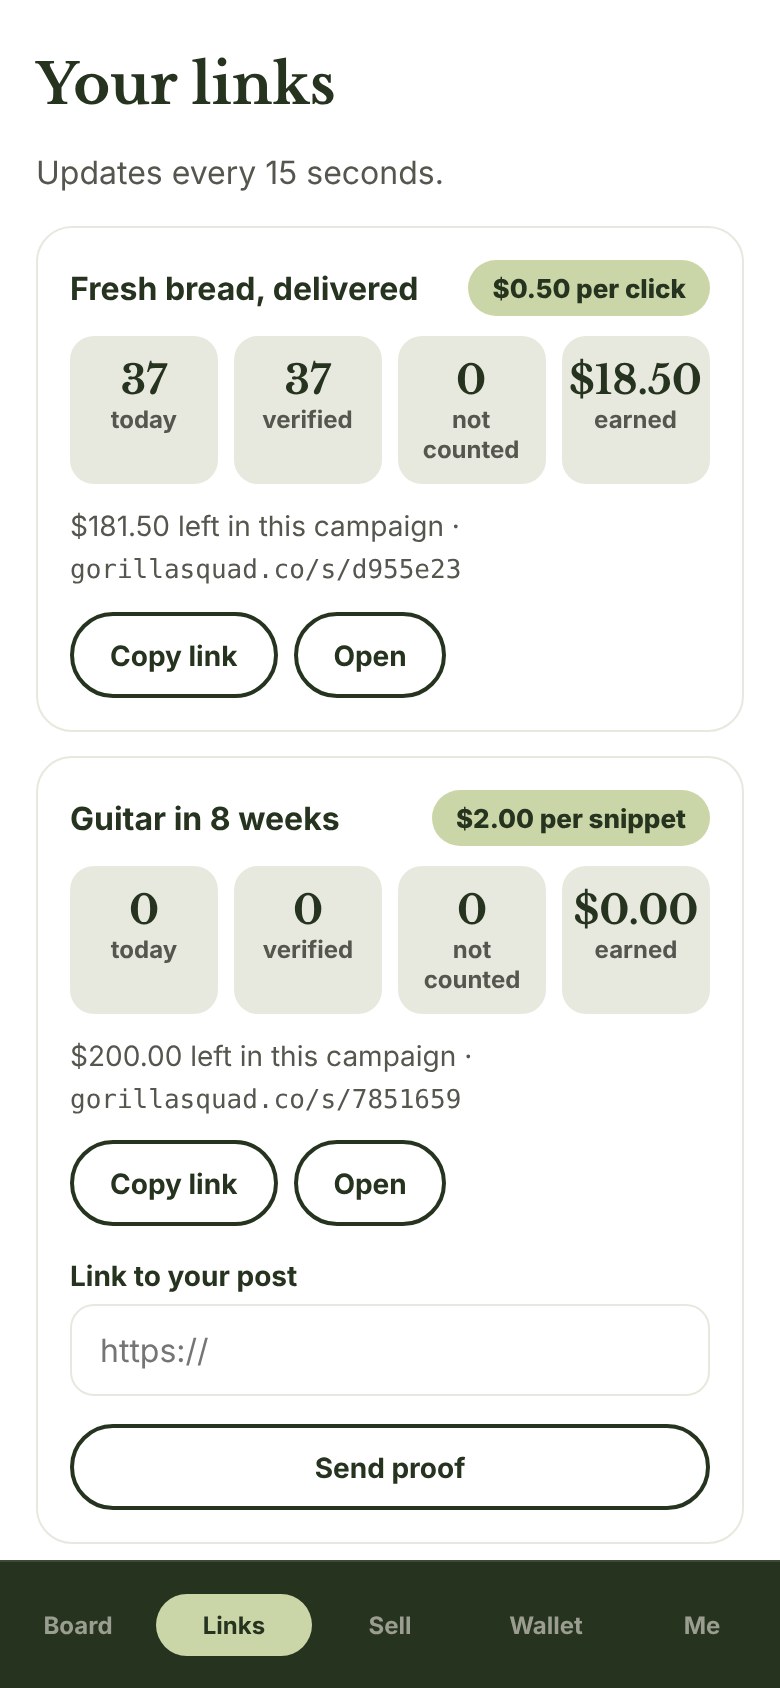 Your links
Updates every 15 seconds.
Fresh bread, delivered
$0.50 per click
37
today
37
verified
0
not
counted
$18.50
earned
$181.50 left in this campaign ·
gorillasquad.co/s/d955e23
Copy link
Open
Guitar in 8 weeks
$2.00 per snippet
0
today
0
verified
0
not
counted
$0.00
earned
$200.00 left in this campaign ·
gorillasquad.co/s/7851659
Copy link
Open
Link to your post
https://
Send proof
Board
Links
Sell
Wallet
Me